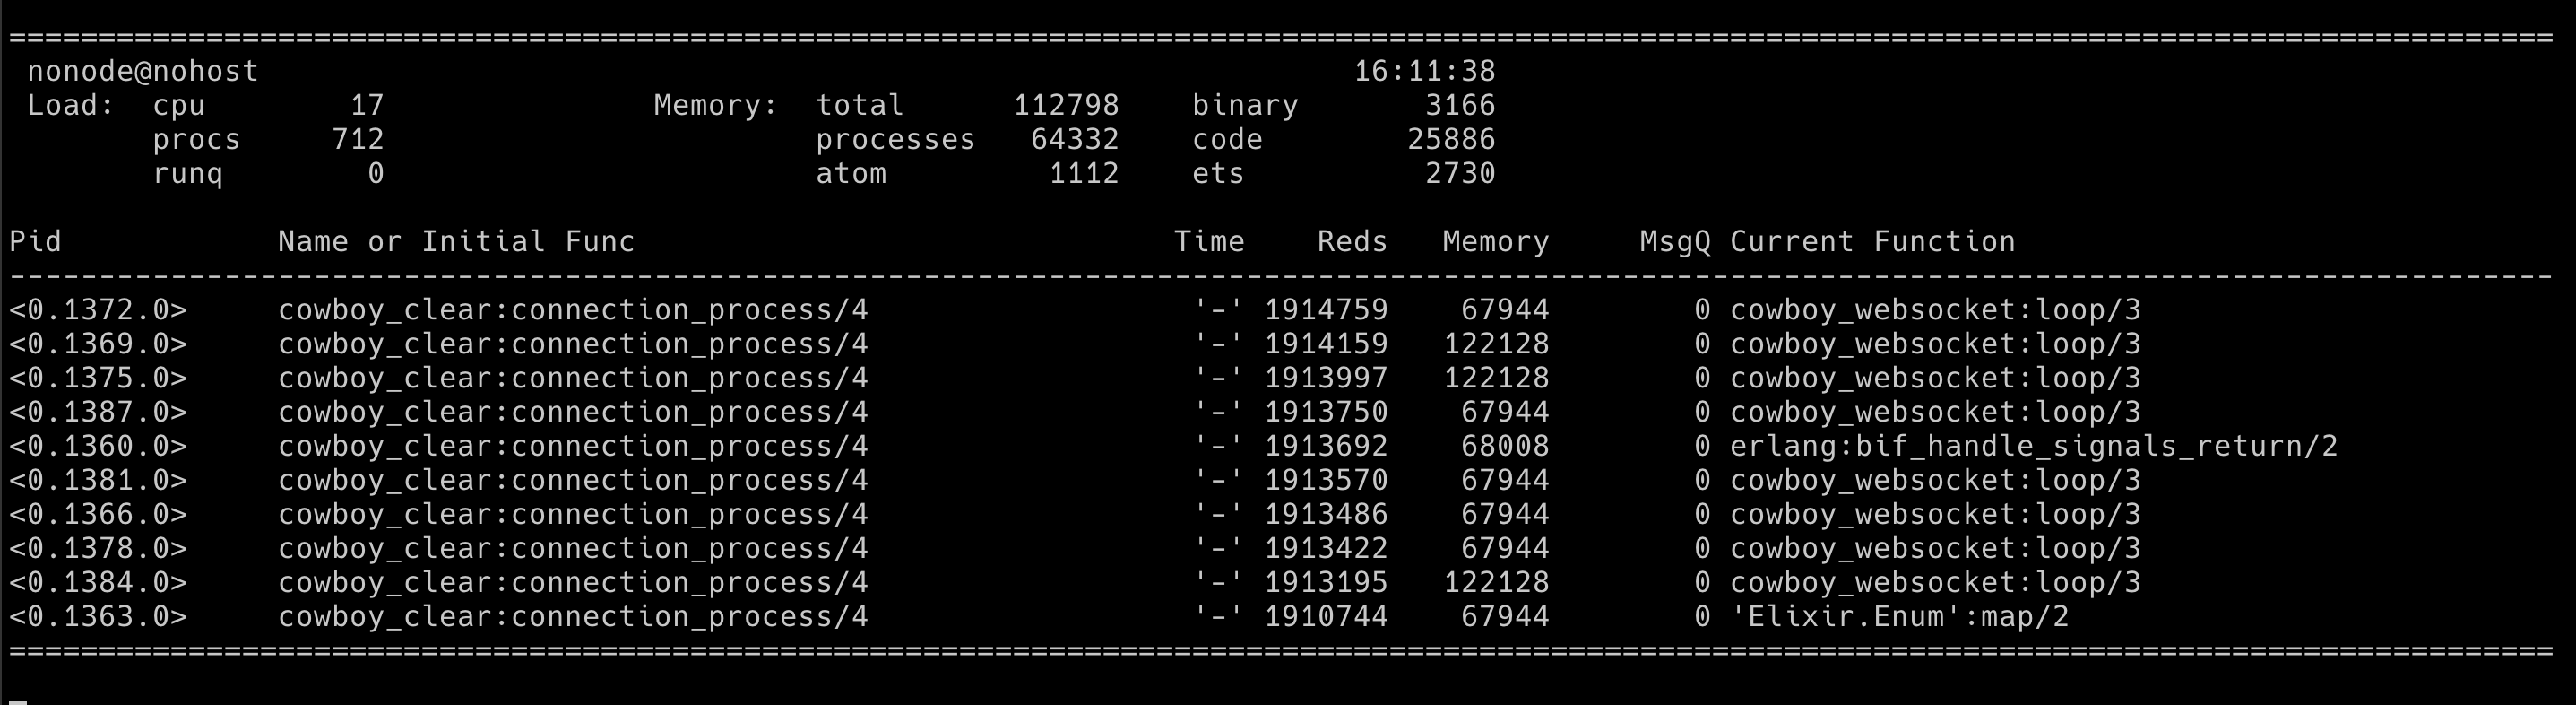 ==============================================================================================================================================
nonode@nohost 16:11:38
Load: cpu 17 Memory: total 112798 binary 3166
procs 712 processes 64332 code 25886
runq 0 atom 1112 ets 2730
Pid Name or Initial Func Time Reds Memory MsgQ Current Function
----------------------------------------------------------------------------------------------------------------------------------------------
<0.1372.0> cowboy_clear:connection_process/4 '-' 1914759 67944 0 cowboy_websocket:loop/3
<0.1369.0> cowboy_clear:connection_process/4 '-' 1914159 122128 0 cowboy_websocket:loop/3
<0.1375.0> cowboy_clear:connection_process/4 '-' 1913997 122128 0 cowboy_websocket:loop/3
<0.1387.0> cowboy_clear:connection_process/4 '-' 1913750 67944 0 cowboy_websocket:loop/3
<0.1360.0> cowboy_clear:connection_process/4 '-' 1913692 68008 0 erlang:bif_handle_signals_return/2
<0.1381.0> cowboy_clear:connection_process/4 '-' 1913570 67944 0 cowboy_websocket:loop/3
<0.1366.0> cowboy_clear:connection_process/4 '-' 1913486 67944 0 cowboy_websocket:loop/3
<0.1378.0> cowboy_clear:connection_process/4 '-' 1913422 67944 0 cowboy_websocket:loop/3
<0.1384.0> cowboy_clear:connection_process/4 '-' 1913195 122128 0 cowboy_websocket:loop/3
<0.1363.0> cowboy_clear:connection_process/4 '-' 1910744 67944 0 'Elixir.Enum':map/2
==============================================================================================================================================